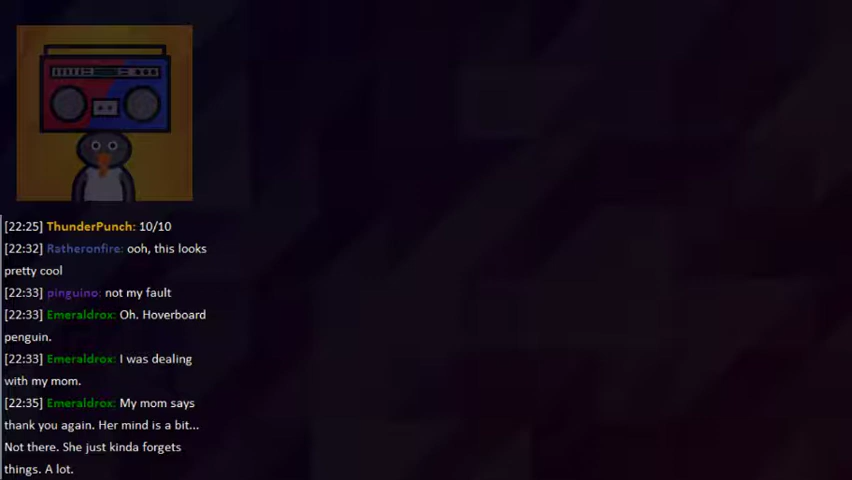 [22:25] ThunderPunch: 10/10
[22:32] Ratheronfire: ooh, this looks
pretty cool
[22:33] pinguino: not my fault
[22:33] Emeraldrox: Oh. Hoverboard
penguin.
[22:33] Emeraldrox: I was dealing
with my mom.
[22:35] Emeraldrox: My mom says
thank you again. Her mind is a bit...
Not there. She just kinda forgets
things. A lot.